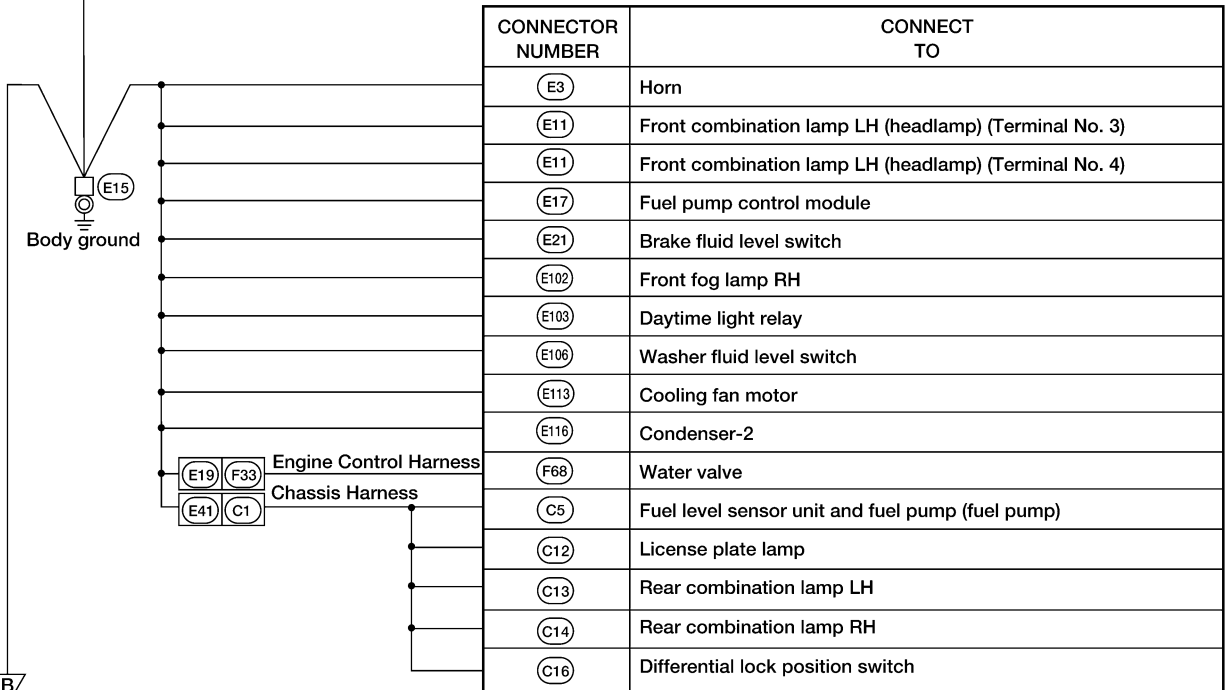 CONNECTOR NUMBER CONNECT TO
E3 Horn
E11 Front combination lamp LH (headlamp) (Terminal No. 3)
E11 Front combination lamp LH (headlamp) (Terminal No. 4)
E15
E17 Fuel pump control module
Body ground
E21 Brake fluid level switch
E102 Front fog lamp RH
E103 Daytime light relay
E106 Washer fluid level switch
E113 Cooling fan motor
E116 Condenser-2
E19 F33 Engine Control Harness F68 Water valve
E41 C1 Chassis Harness C5 Fuel level sensor unit and fuel pump (fuel pump)
C12 License plate lamp
C13 Rear combination lamp LH
C14 Rear combination lamp RH
C16 Differential lock position switch
B